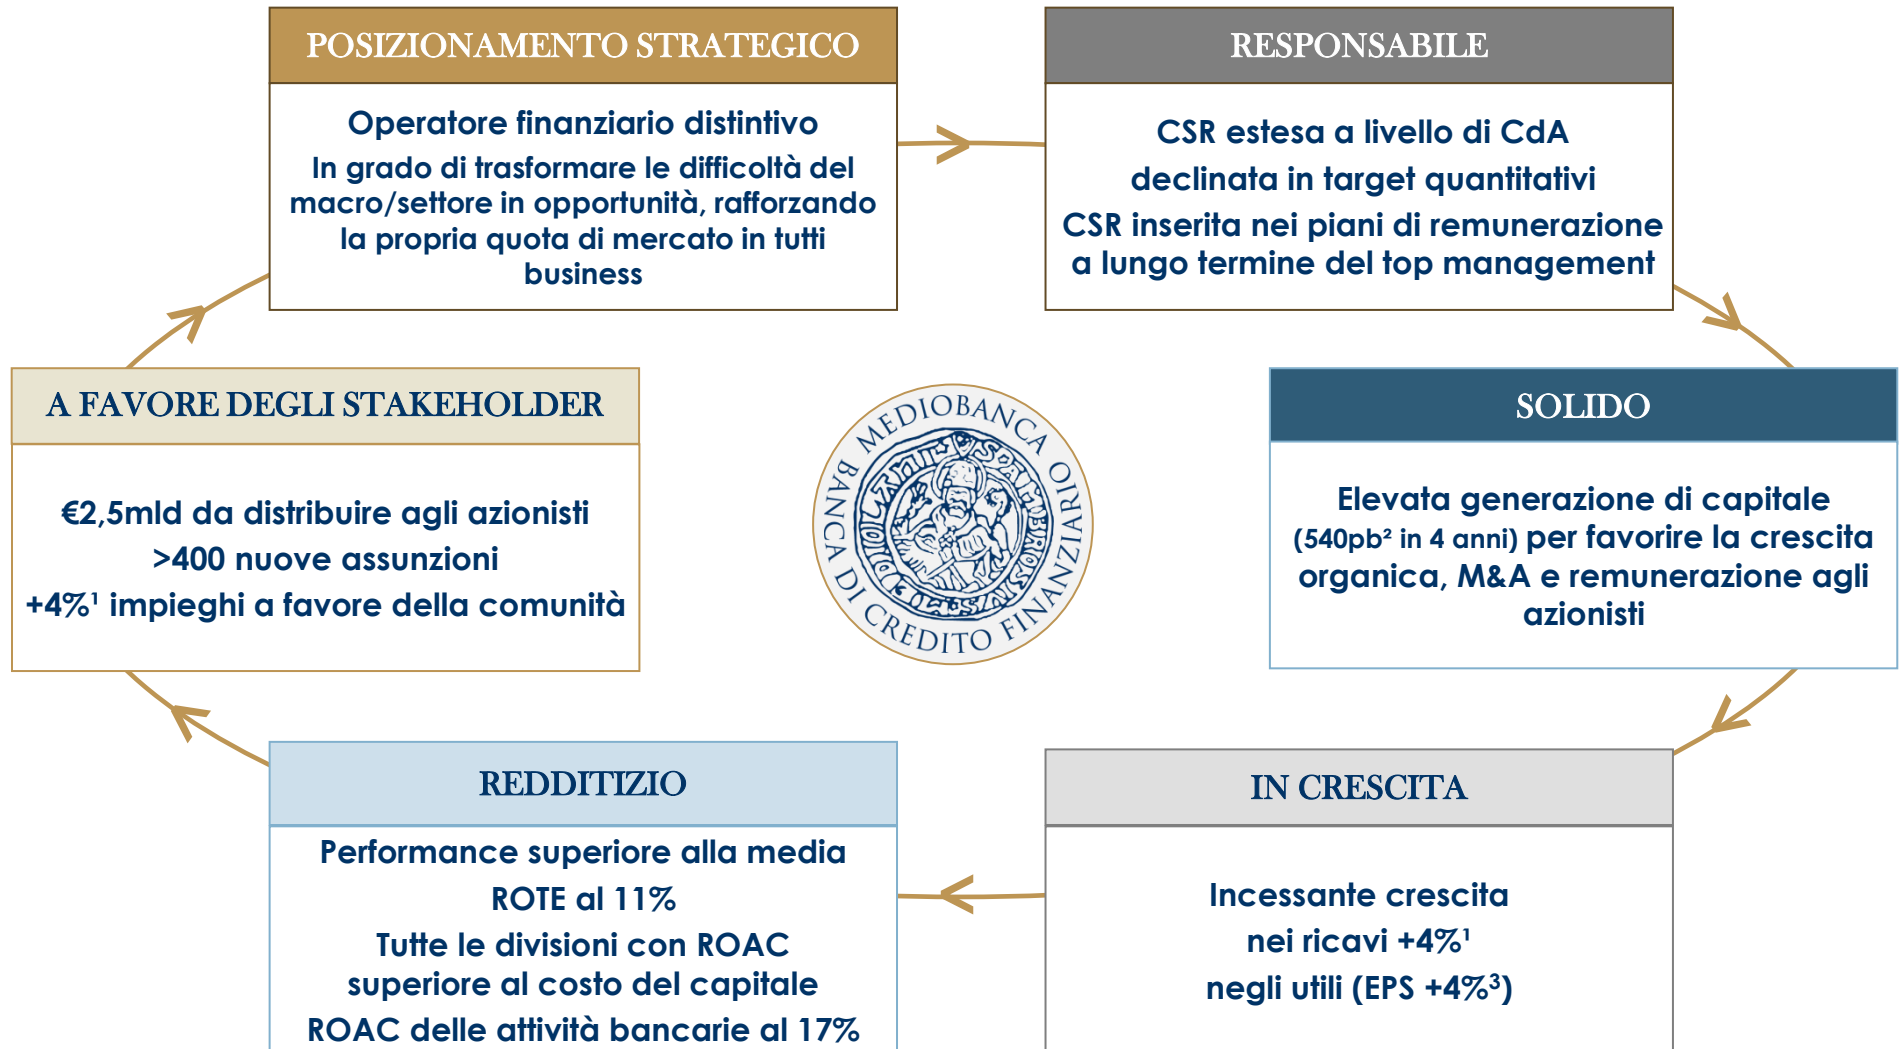 POSIZIONAMENTO STRATEGICO
Operatore finanziario distintivo
In grado di trasformare le difficoltà del
macro/settore in opportunità, rafforzando
la propria quota di mercato in tutti
business
RESPONSABILE
CSR estesa a livello di CdA
declinata in target quantitativi
CSR inserita nei piani di remunerazione
a lungo termine del top management
A FAVORE DEGLI STAKEHOLDER
€2,5mld da distribuire agli azionisti
>400 nuove assunzioni
+4%¹ impieghi a favore della comunità
MEDIOBANCA
BANCA DI CREDITO FINANZIARIO
SOLIDO
Elevata generazione di capitale
(540pb² in 4 anni) per favorire la crescita
organica, M&A e remunerazione agli
azionisti
REDDITIZIO
Performance superiore alla media
ROTE al 11%
Tutte le divisioni con ROAC
superiore al costo del capitale
ROAC delle attività bancarie al 17%
IN CRESCITA
Incessante crescita
nei ricavi +4%¹
negli utili (EPS +4%³)